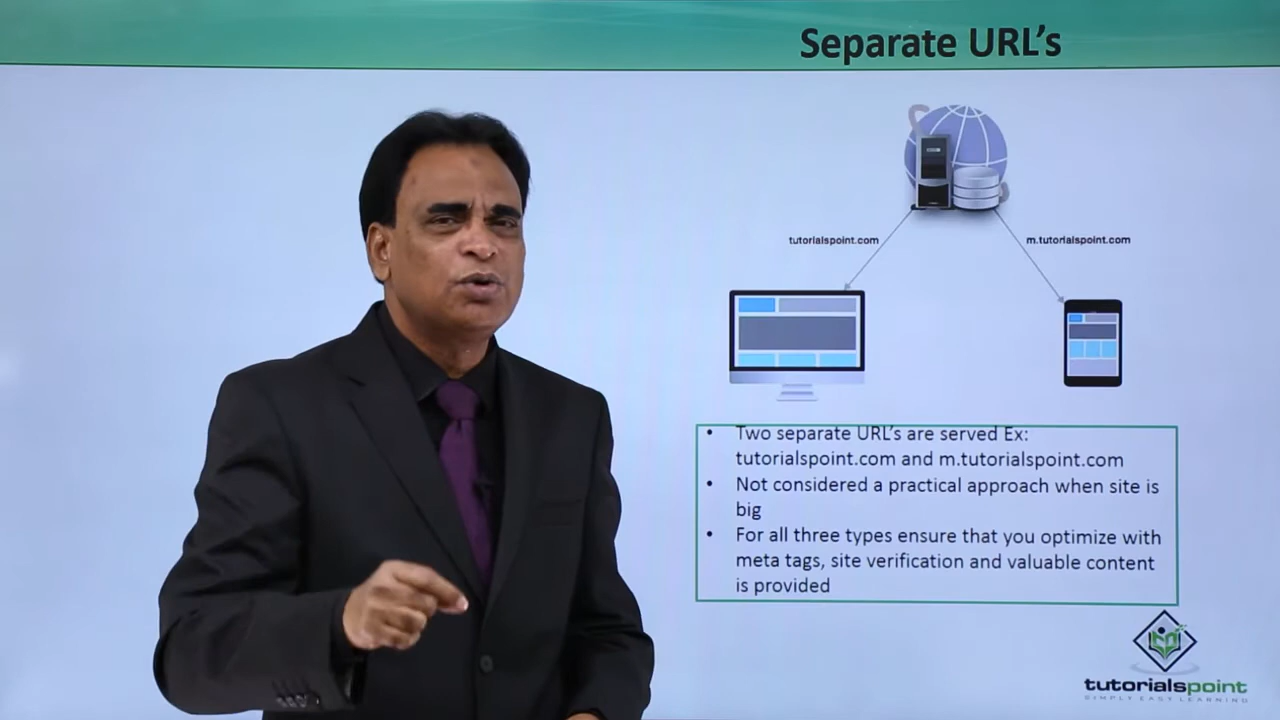 Separate URL's
tutorialspoint.com
m.tutorialspoint.com
• Two separate URL's are served Ex:
tutorialspoint.com and m.tutorialspoint.com
• Not considered a practical approach when site is
big
• For all three types ensure that you optimize with
meta tags, site verification and valuable content
is provided
tutorialspoint
SIMPLY EASY LEARNING